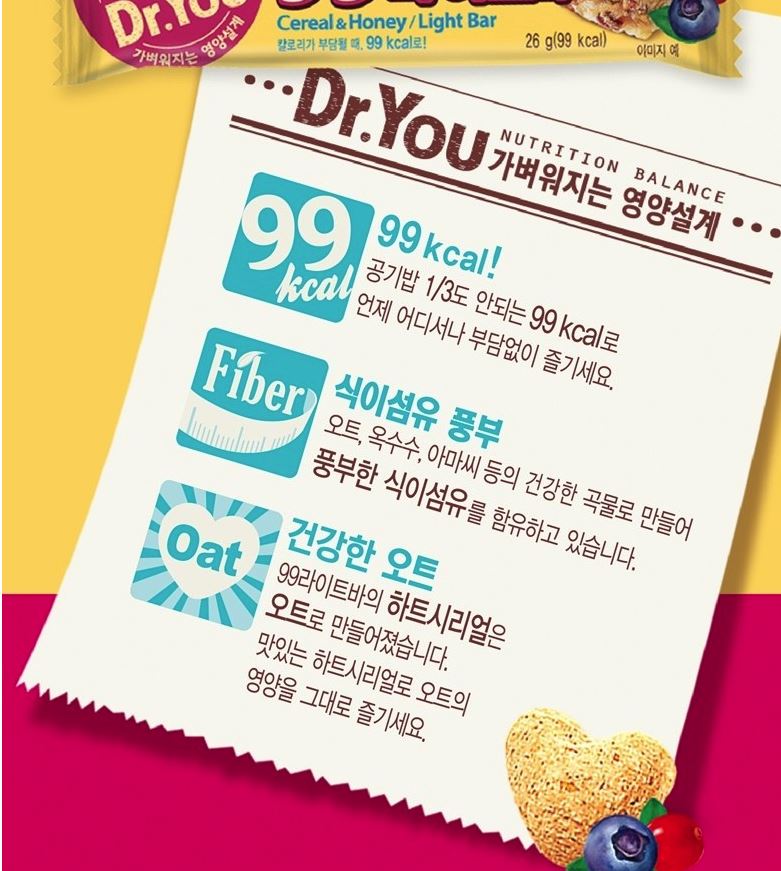 Dr.You
가벼워지는 영양설계
Cereal & Honey / Light Bar
칼로리가 부담될 때, 99 kcal로!
26 g(99 kcal)
이미지 예
Dr.You
NUTRITION BALANCE
가벼워지는 영양설계
99
kcal
99 kcal!
공기밥 1/3도 안되는 99 kcal로
언제 어디서나 부담없이 즐기세요.
Fiber
식이섬유 풍부
오트, 옥수수, 아마씨 등의 건강한 곡물로 만들어
풍부한 식이섬유를 함유하고 있습니다.
Oat
건강한 오트
99라이트바의 하트시리얼은
오트로 만들어졌습니다.
맛있는 하트시리얼로 오트의
영양을 그대로 즐기세요.